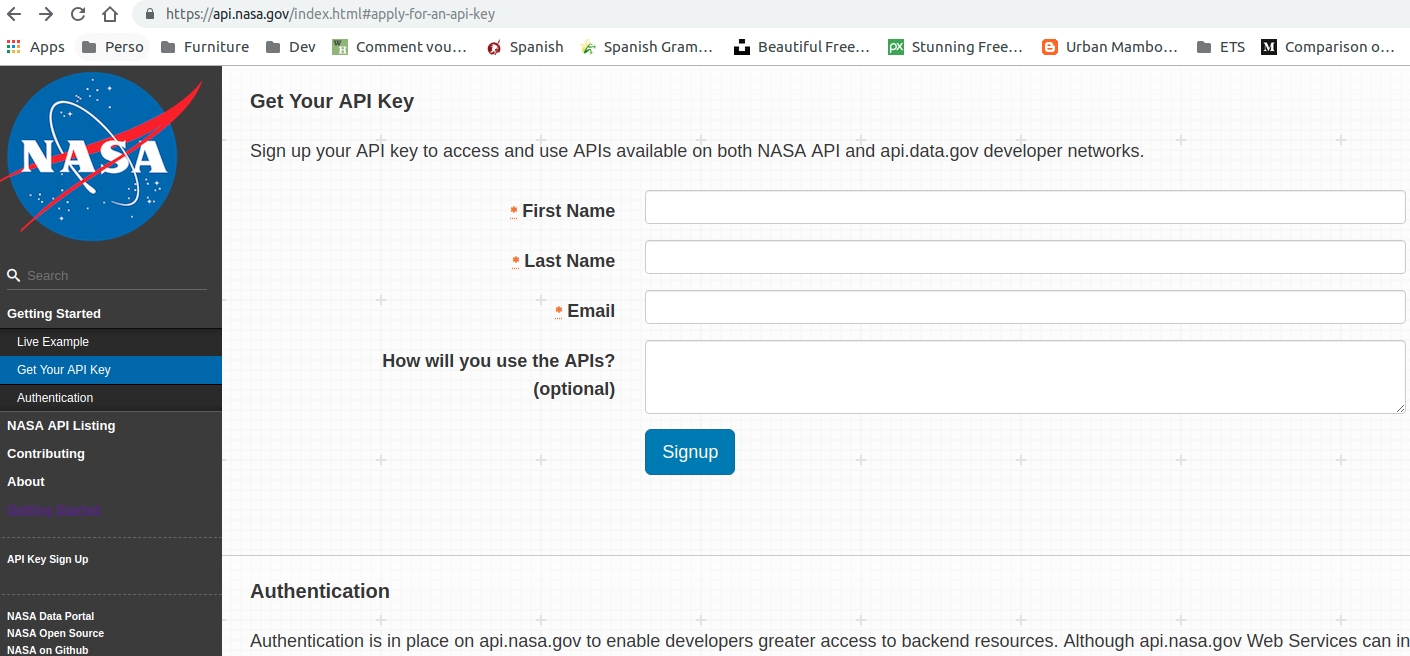 https://api.nasa.gov/index.html#apply-for-an-api-key
Apps Perso Furniture Dev Comment vou... Spanish Spanish Gram... Beautiful Free... Stunning Free... Urban Mambo... ETS Comparison o...
NASA
Search
Getting Started
Live Example
Get Your API Key
Authentication
NASA API Listing
Contributing
About
Getting Started
API Key Sign Up
NASA Data Portal
NASA Open Source
NASA on Github
Get Your API Key
Sign up your API key to access and use APIs available on both NASA API and api.data.gov developer networks.
* First Name
* Last Name
* Email
How will you use the APIs?
(optional)
Signup
Authentication
Authentication is in place on api.nasa.gov to enable developers greater access to backend resources. Although api.nasa.gov Web Services can in